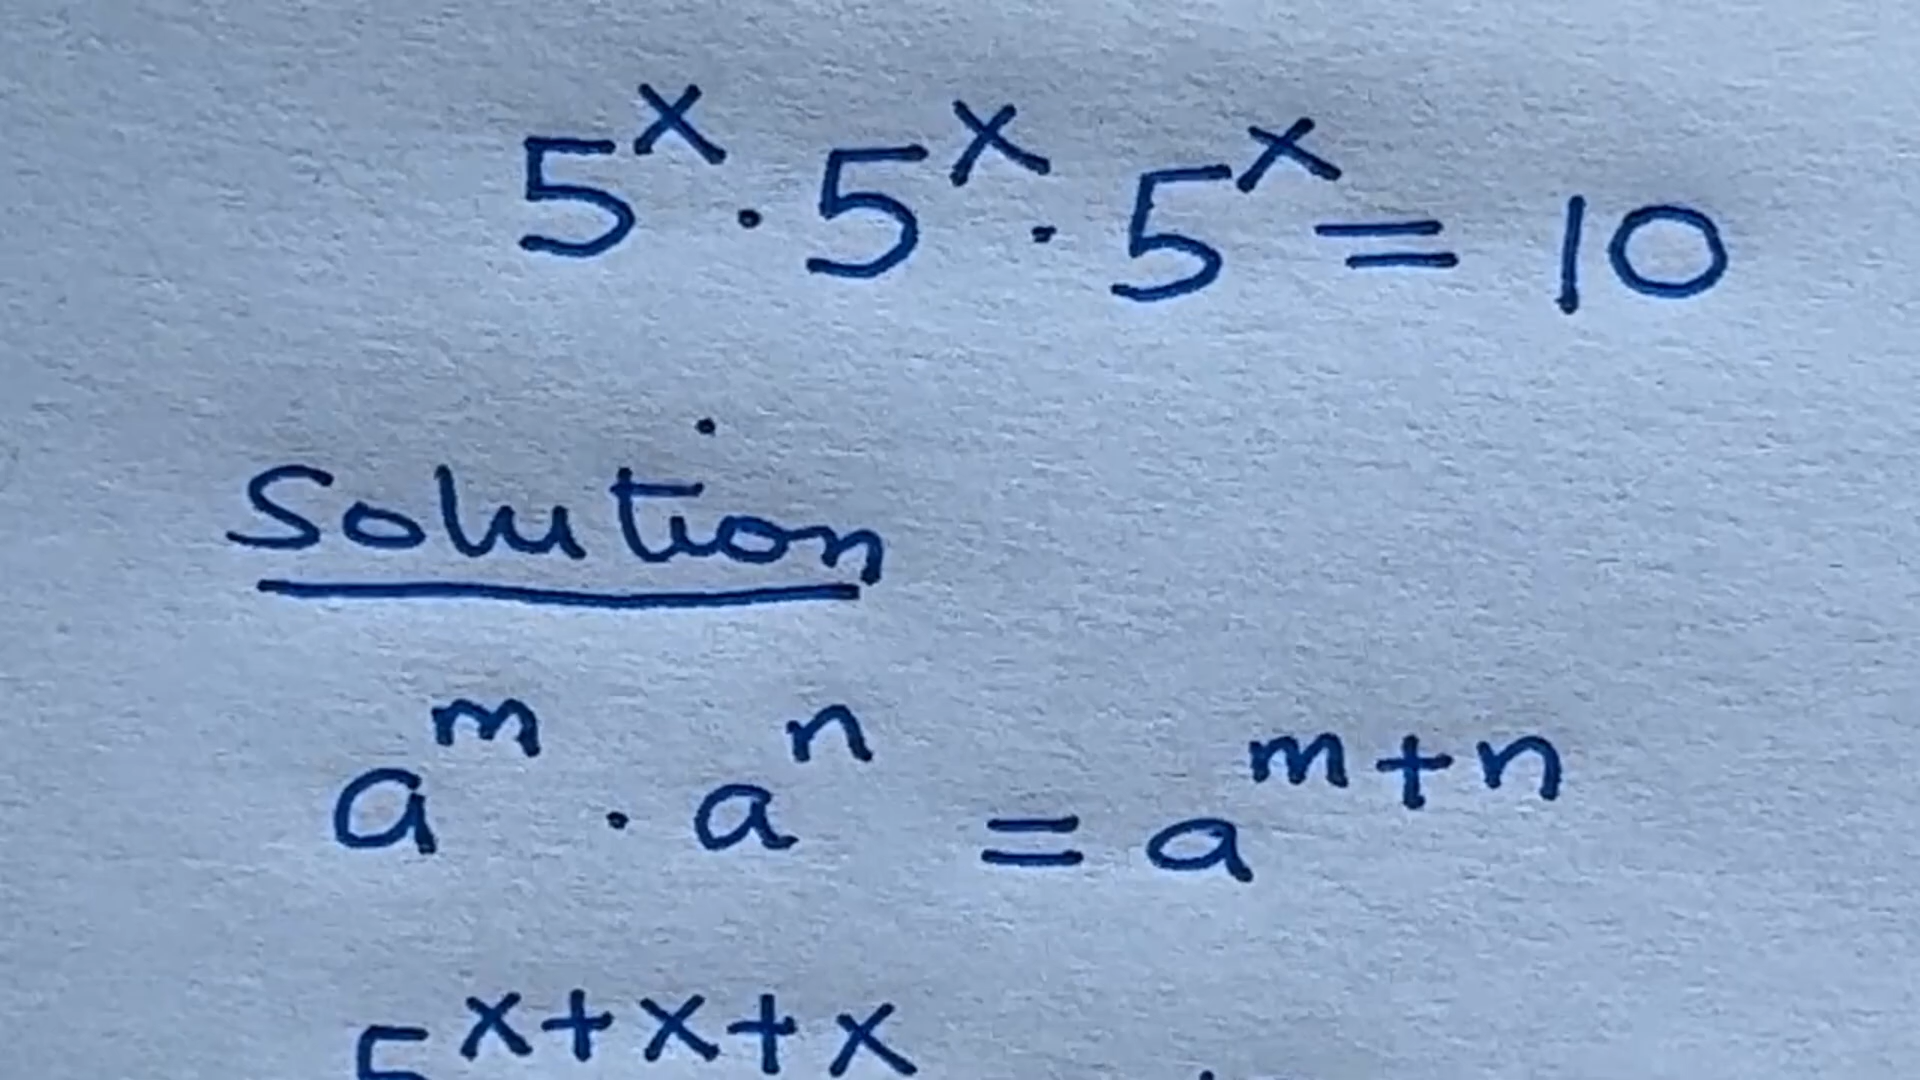 5^x · 5^x · 5^x = 10
Solution
a^m · a^n = a^{m+n}
5^{x+x+x}